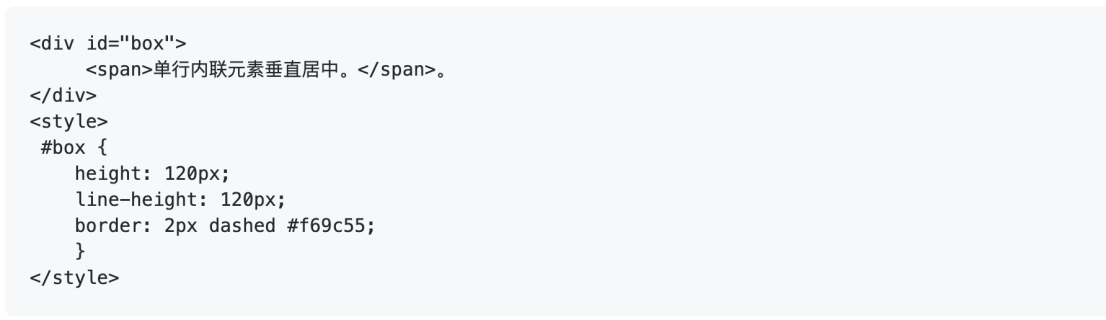 <div id="box">
     <span>单行内联元素垂直居中。</span>。
</div>
<style>
 #box {
    height: 120px;
    line-height: 120px;
    border: 2px dashed #f69c55;
    }
</style>